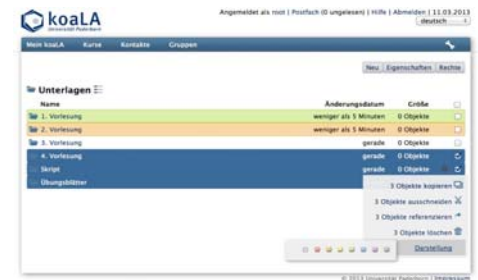 Angemeldet als root | Postfach (0 ungelesen) | Hilfe | Abmelden | 11.03.2013
koaLA
Universität Paderborn
deutsch
Mein koaLA Kurse Kontakte Gruppen
Neu Eigenschaften Rechte
Unterlagen
Name Änderungsdatum Größe
1. Vorlesung weniger als 5 Minuten 0 Objekte
2. Vorlesung weniger als 5 Minuten 0 Objekte
3. Vorlesung gerade 0 Objekte
4. Vorlesung gerade 0 Objekte
Skript gerade 0 Objekte
Übungsblätter
3 Objekte kopieren
3 Objekte ausschneiden
3 Objekte referenzieren
3 Objekte löschen
Darstellung
© 2013 Universität Paderborn | Impressum